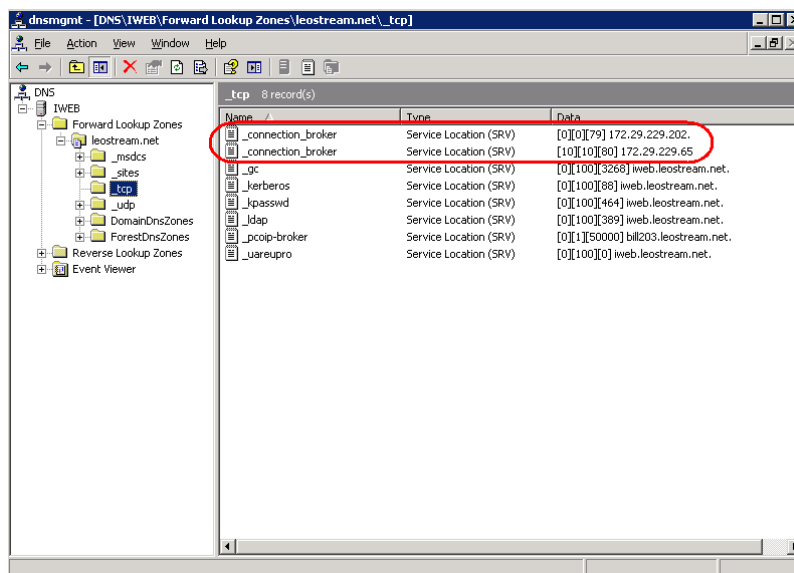 dnsmgmt - [DNS\IWEB\Forward Lookup Zones\leostream.net\_tcp]
File Action View Window Help
DNS
IWEB
Forward Lookup Zones
leostream.net
_msdcs
_sites
_tcp
_udp
DomainDnsZones
ForestDnsZones
Reverse Lookup Zones
Event Viewer
_tcp 8 record(s)
Name Type Data
_connection_broker Service Location (SRV) [0][0][79] 172.29.229.202.
_connection_broker Service Location (SRV) [10][10][80] 172.29.229.65
_gc Service Location (SRV) [0][100][3268] iweb.leostream.net.
_kerberos Service Location (SRV) [0][100][88] iweb.leostream.net.
_kpasswd Service Location (SRV) [0][100][464] iweb.leostream.net.
_ldap Service Location (SRV) [0][100][389] iweb.leostream.net.
_pcoip-broker Service Location (SRV) [0][1][50000] bill203.leostream.net.
_uareupro Service Location (SRV) [0][100][0] iweb.leostream.net.